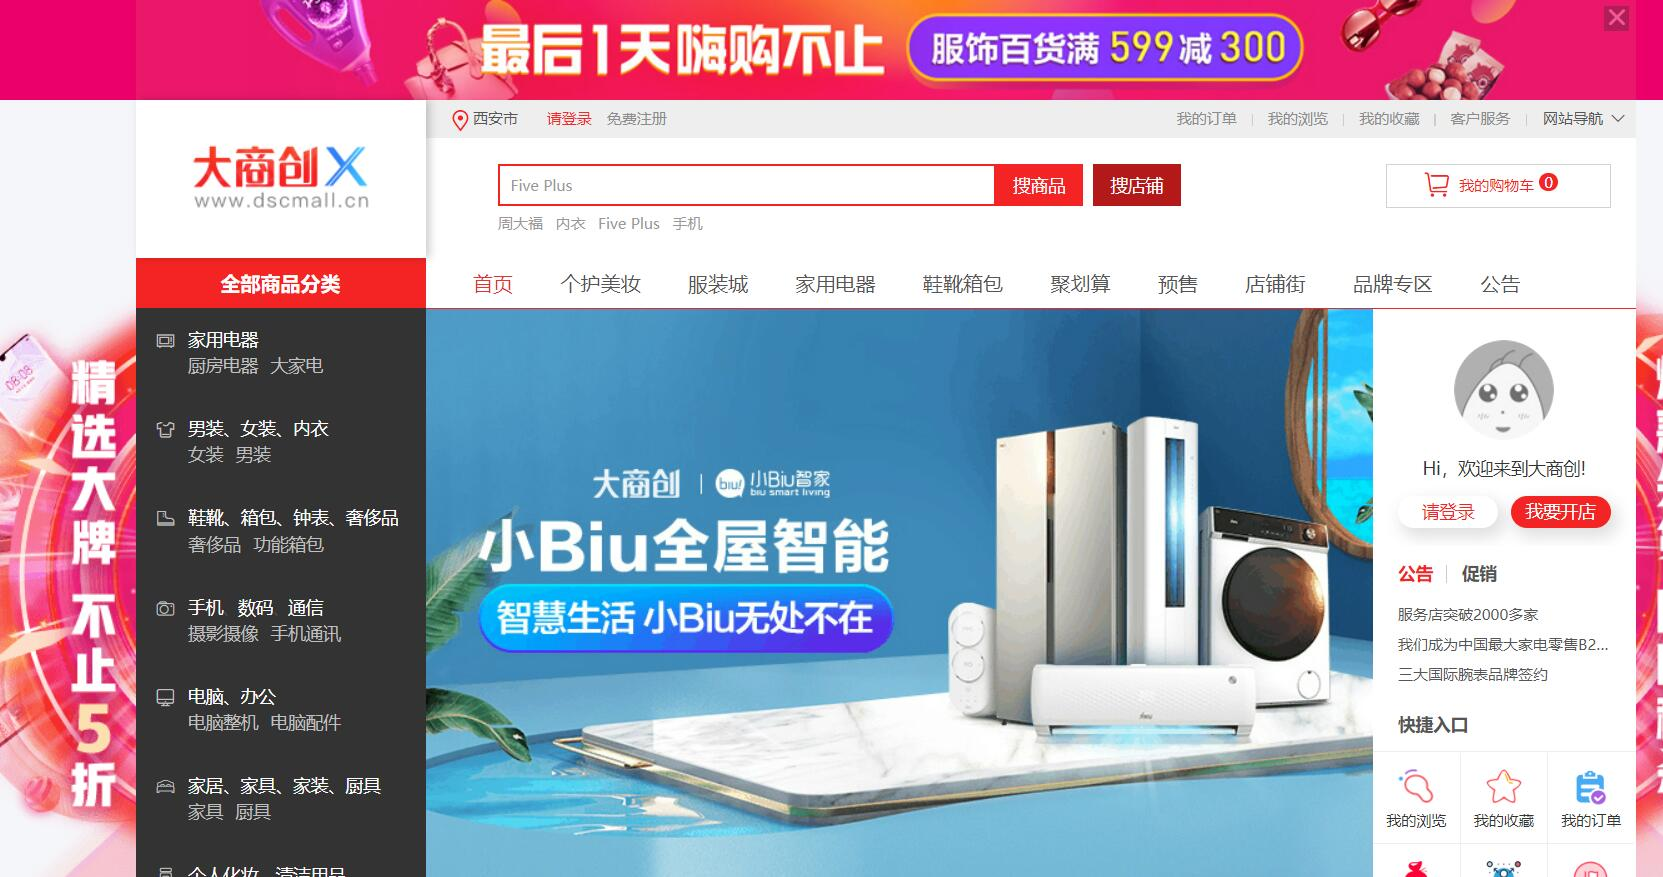 最后1天嗨购不止 服饰百货满599减300
西安市 请登录 免费注册 我的订单 我的浏览 我的收藏 客户服务 网站导航
大商创X
www.dscmall.cn
Five Plus 搜商品 搜店铺 我的购物车 0
周大福 内衣 Five Plus 手机
全部商品分类 首页 个护美妆 服装城 家用电器 鞋靴箱包 聚划算 预售 店铺街 品牌专区 公告
精选大牌 不止5折
08:08
家用电器
厨房电器 大家电
男装、女装、内衣
女装 男装
鞋靴、箱包、钟表、奢侈品
奢侈品 功能箱包
手机、数码、通信
摄影摄像 手机通讯
电脑、办公
电脑整机 电脑配件
家居、家具、家装、厨具
家具 厨具
个人化妆、清洁用品
大商创 | biu! 小Biu智家
biu smart living
小Biu全屋智能
智慧生活 小Biu无处不在
Hi，欢迎来到大商创!
请登录 我要开店
公告 促销
服务店突破2000多家
我们成为中国最大家电零售B2...
三大国际腕表品牌签约
快捷入口
我的浏览 我的收藏 我的订单